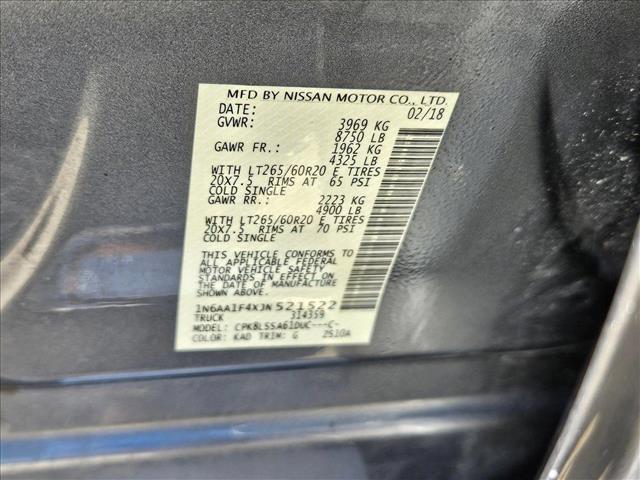 MFD BY NISSAN MOTOR CO., LTD.
DATE: 02/18
GVWR: 3969 KG
8750 LB
GAWR FR.: 1962 KG
4325 LB
WITH LT265/60R20 E TIRES
20X7.5 RIMS AT 65 PSI
COLD SINGLE
GAWR RR.: 2223 KG
4900 LB
WITH LT265/60R20 E TIRES
20X7.5 RIMS AT 70 PSI
COLD SINGLE
THIS VEHICLE CONFORMS TO
ALL APPLICABLE FEDERAL
MOTOR VEHICLE SAFETY
STANDARDS IN EFFECT ON
THE DATE OF MANUFACTURE
SHOWN ABOVE.
1N6AA1F4XJN521522
TRUCK 314359
MODEL: CPK8LSSA61DUC---C-
COLOR: KAD TRIM: G 2510A